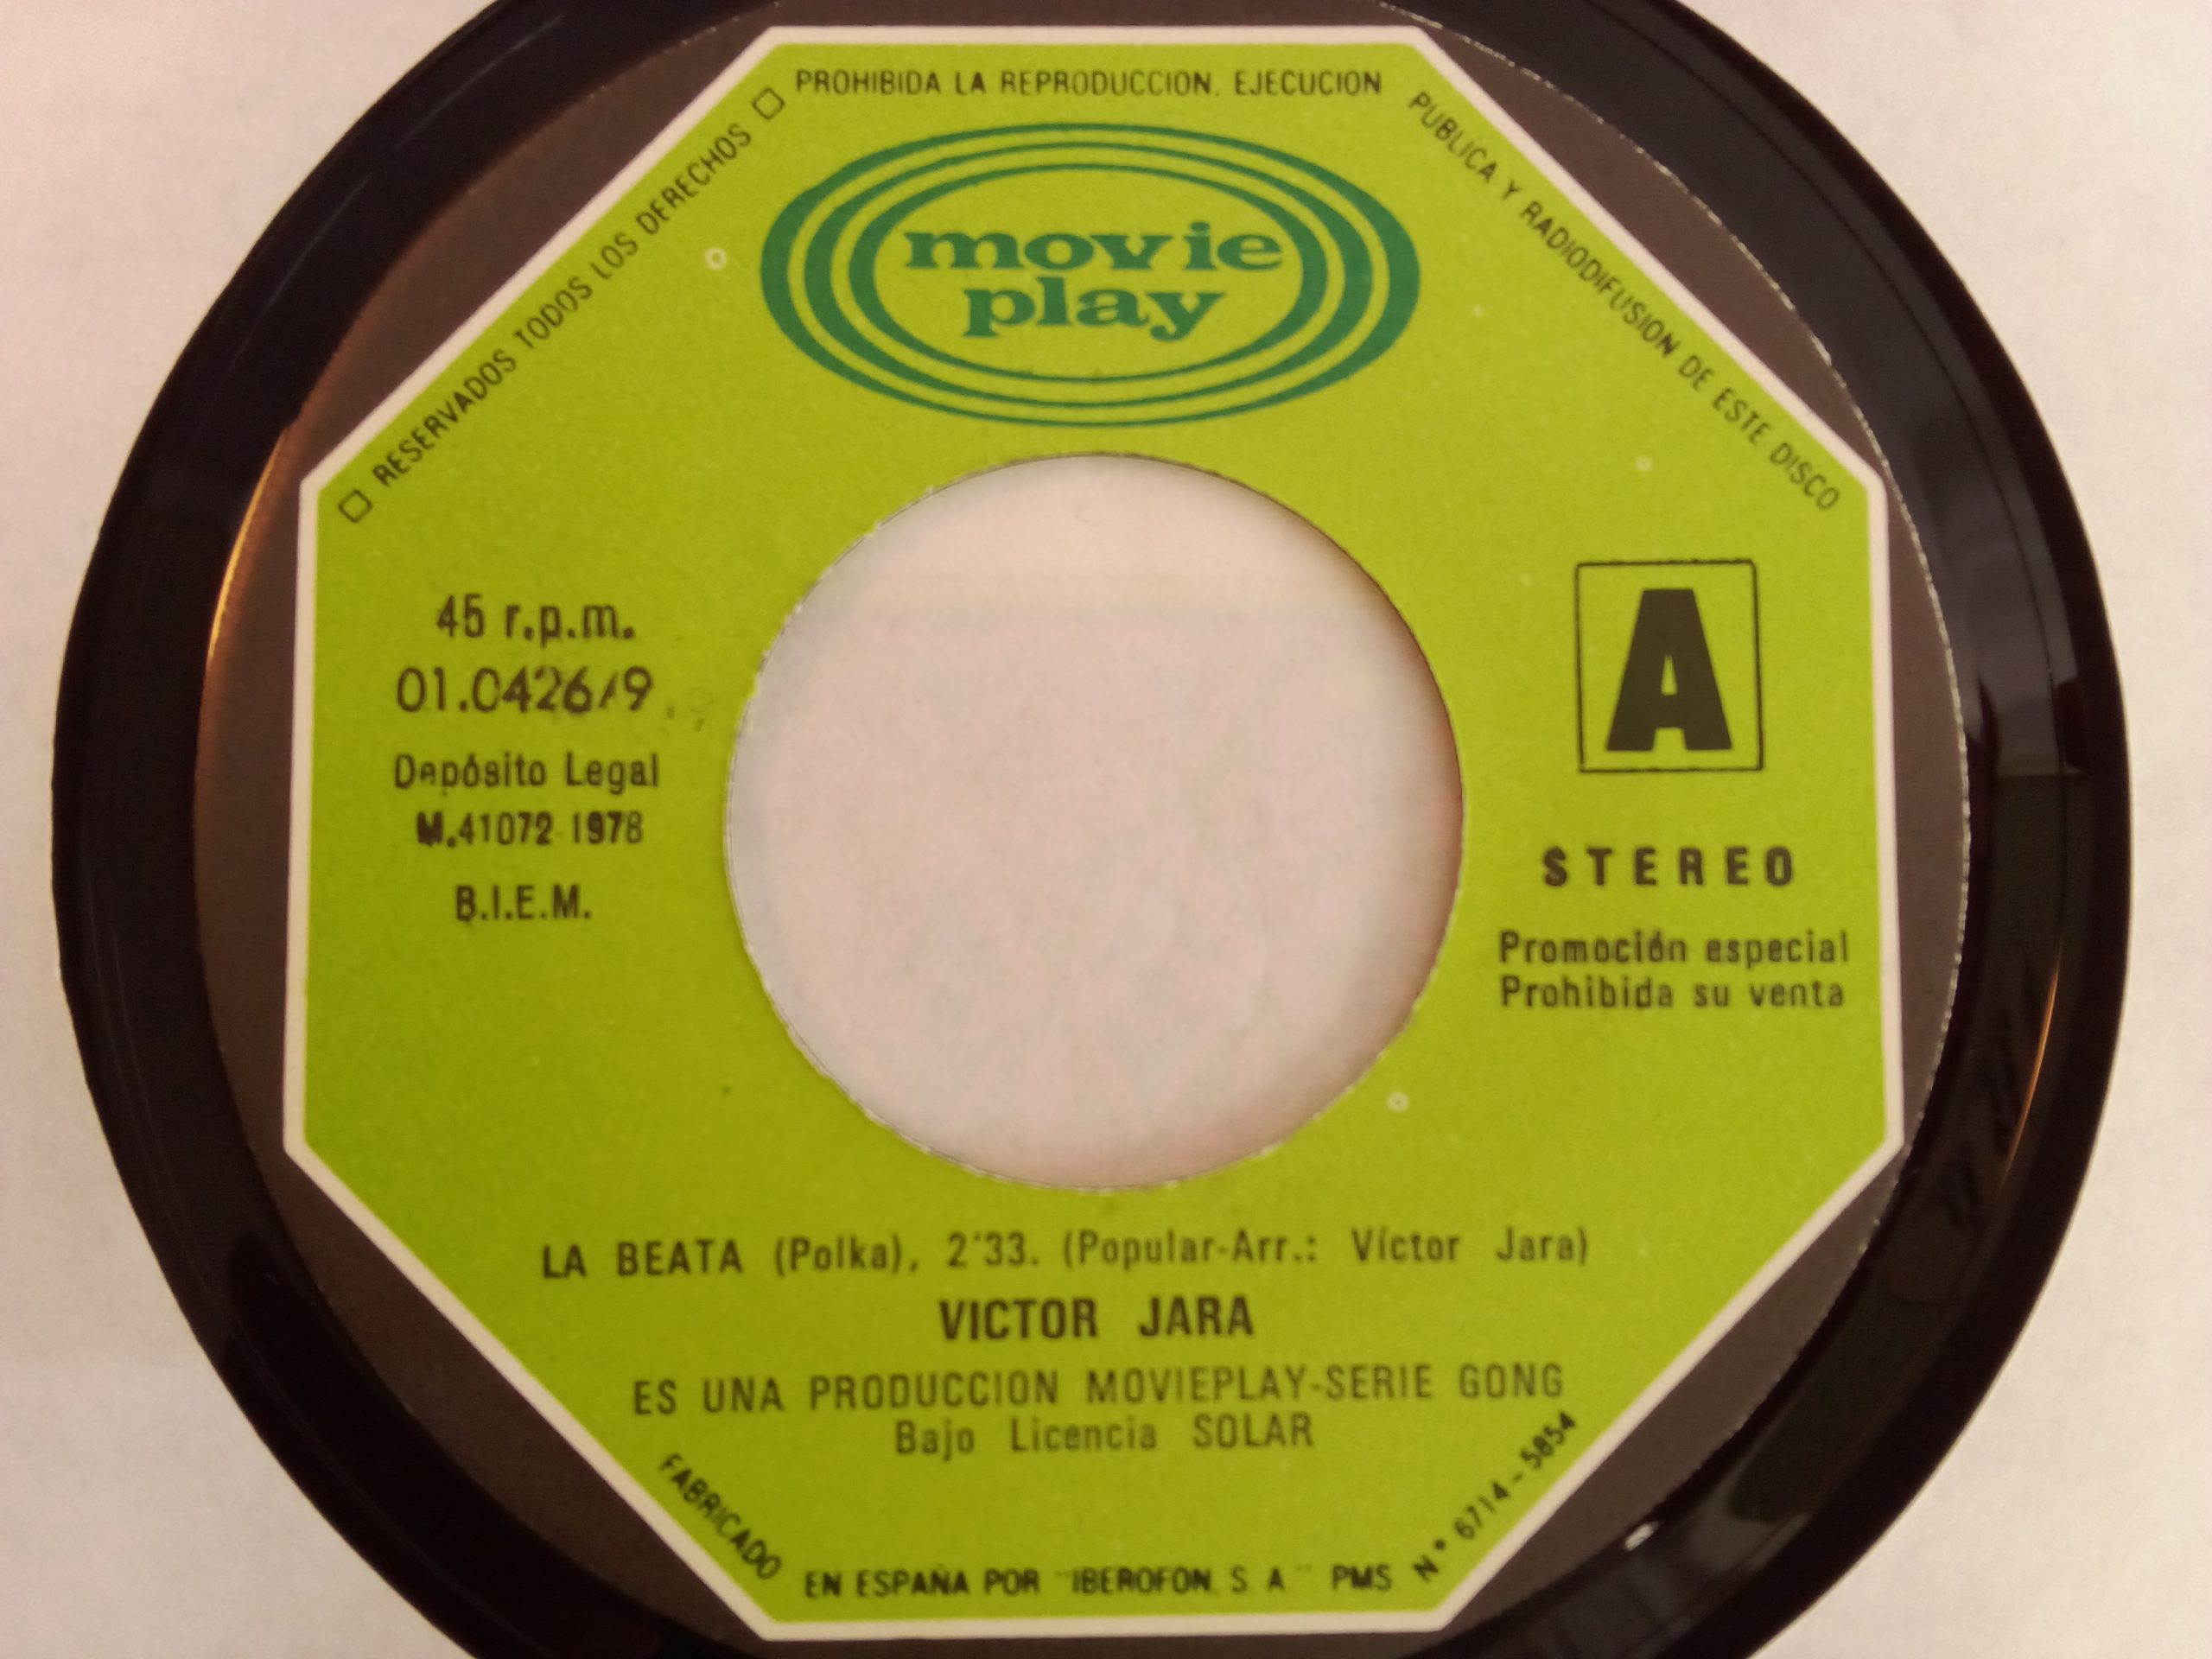 RESERVADOS TODOS LOS DERECHOS
PROHIBIDA LA REPRODUCCION, EJECUCION
PUBLICA Y RADIODIFUSION DE ESTE DISCO
movie
play
45 r.p.m.
01.0426/9
Depósito Legal
M.41072-1978
B.I.E.M.
A
STEREO
Promoción especial
Prohibida su venta
LA BEATA (Polka), 2'33. (Popular-Arr.: Víctor Jara)
VICTOR JARA
ES UNA PRODUCCION MOVIEPLAY-SERIE GONG
Bajo Licencia SOLAR
FABRICADO
EN ESPAÑA POR "IBEROFON, S. A." PMS
N.º 6714-5854